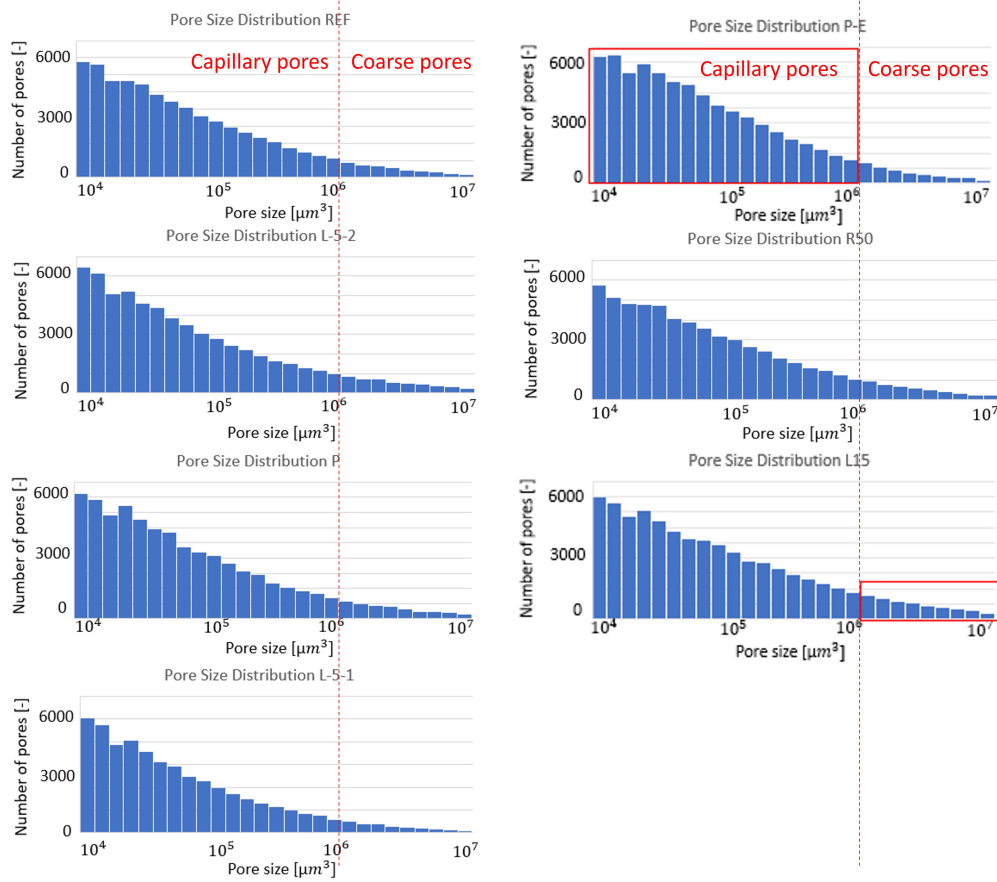 Pore Size Distribution REF
Number of pores [-]
6000
3000
0
Capillary pores
Coarse pores
10⁴
10⁵
10⁶
10⁷
Pore size [μm³]
Pore Size Distribution P-E
Number of pores [-]
6000
3000
0
Capillary pores
Coarse pores
10⁴
10⁵
10⁶
10⁷
Pore size [μm³]
Pore Size Distribution L-5-2
Number of pores [-]
6000
3000
0
10⁴
10⁵
10⁶
10⁷
Pore size [μm³]
Pore Size Distribution R50
Number of pores [-]
6000
3000
0
10⁴
10⁵
10⁶
10⁷
Pore size [μm³]
Pore Size Distribution P
Number of pores [-]
6000
3000
0
10⁴
10⁵
10⁶
10⁷
Pore size [μm³]
Pore Size Distribution L15
Number of pores [-]
6000
3000
0
10⁴
10⁵
10⁶
10⁷
Pore size [μm³]
Pore Size Distribution L-5-1
Number of pores [-]
6000
3000
0
10⁴
10⁵
10⁶
10⁷
Pore size [μm³]